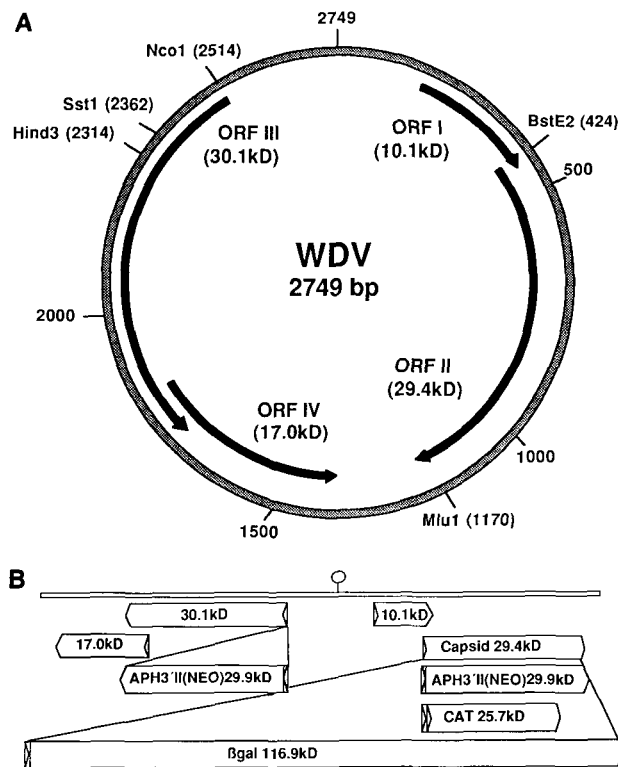 A
2749
Nco1 (2514)
Sst1 (2362)
Hind3 (2314)
BstE2 (424)
500
ORF III
(30.1kD)
ORF I
(10.1kD)
WDV
2749 bp
2000
ORF II
(29.4kD)
ORF IV
(17.0kD)
1000
Mlu1 (1170)
1500
B
30.1kD
10.1kD
17.0kD
Capsid 29.4kD
APH3´II(NEO)29.9kD
APH3´II(NEO)29.9kD
CAT 25.7kD
ßgal 116.9kD